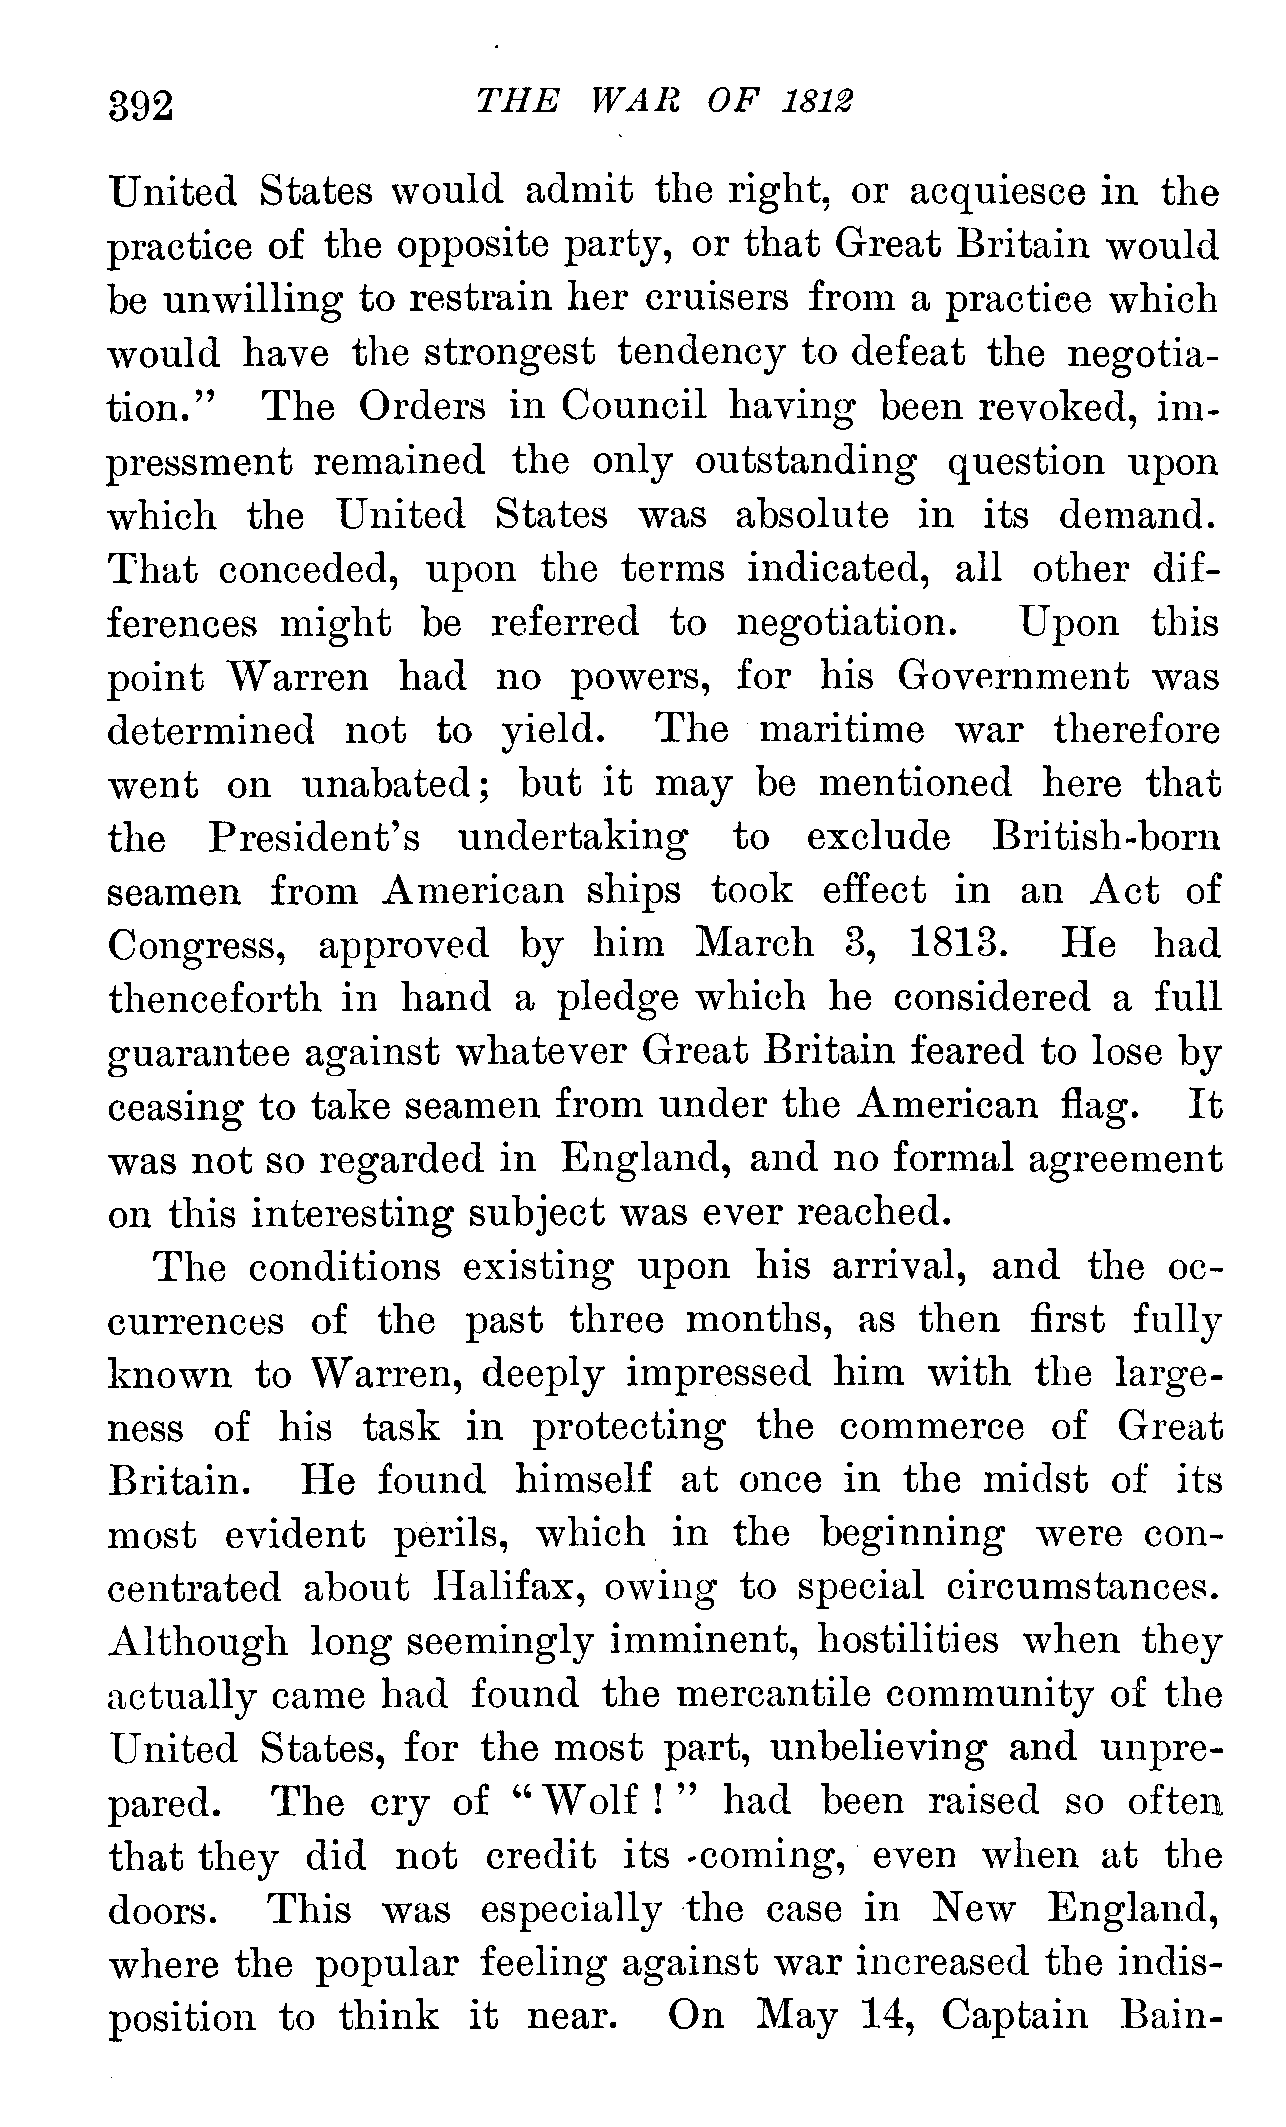 392 THE WAR OF 1812
United States would admit the right, or acquiesce in the
practice of the opposite party, or that Great Britain would
be unwilling to restrain her cruisers from a practice which
would have the strongest tendency to defeat the negotia-
tion." The Orders in Council having been revoked, im-
pressment remained the only outstanding question upon
which the United States was absolute in its demand.
That conceded, upon the terms indicated, all other dif-
ferences might be referred to negotiation. Upon this
point Warren had no powers, for his Government was
determined not to yield. The maritime war therefore
went on unabated; but it may be mentioned here that
the President's undertaking to exclude British-born
seamen from American ships took effect in an Act of
Congress, approved by him March 3, 1813. He had
thenceforth in hand a pledge which he considered a full
guarantee against whatever Great Britain feared to lose by
ceasing to take seamen from under the American flag. It
was not so regarded in England, and no formal agreement
on this interesting subject was ever reached.
The conditions existing upon his arrival, and the oc-
currences of the past three months, as then first fully
known to Warren, deeply impressed him with the large-
ness of his task in protecting the commerce of Great
Britain. He found himself at once in the midst of its
most evident perils, which in the beginning were con-
centrated about Halifax, owing to special circumstances.
Although long seemingly imminent, hostilities when they
actually came had found the mercantile community of the
United States, for the most part, unbelieving and unpre-
pared. The cry of "Wolf!" had been raised so often
that they did not credit its coming, even when at the
doors. This was especially the case in New England,
where the popular feeling against war increased the indis-
position to think it near. On May 14, Captain Bain-